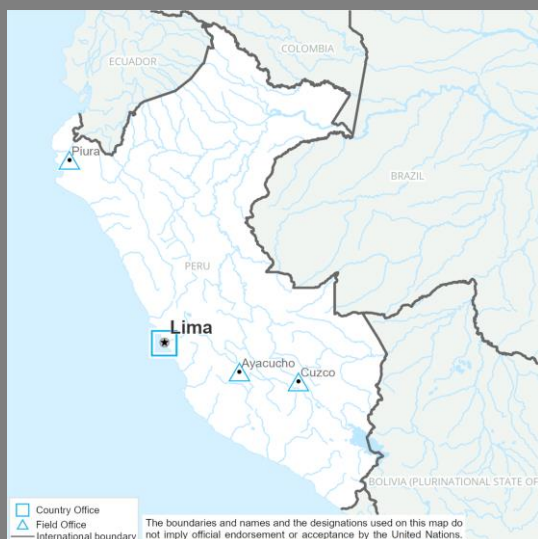 COLOMBIA
ECUADOR
Piura
BRAZIL
PERU
Lima
Ayacucho
Cuzco
BOLIVIA (PLURINATIONAL STATE OF
Country Office
Field Office
International boundary
The boundaries and names and the designations used on this map do
not imply official endorsement or acceptance by the United Nations.